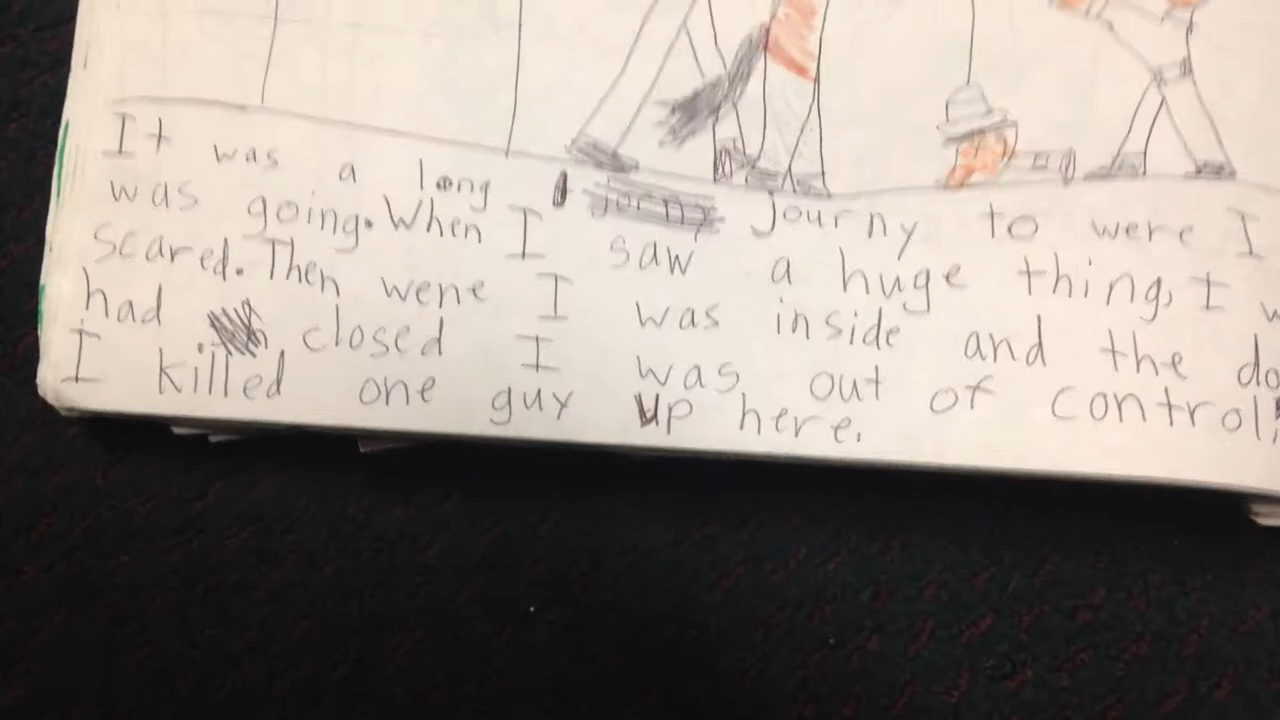 It was a long Journy to were I
was going. When I saw a huge thing, I
scared. Then wene I was inside and the
had closed I was out of control!
I killed one guy up here.